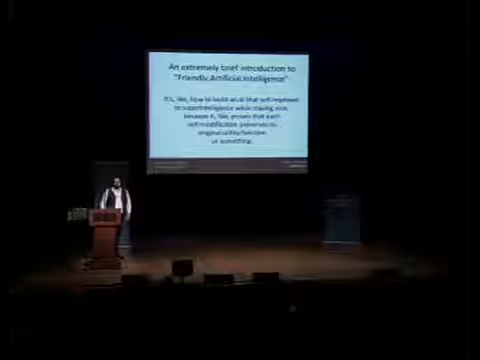 An extremely brief introduction to
"Friendly Artificial Intelligence"
It's, like, how to build an AI that self-improves
to superintelligence while staying nice,
because it, like, proves that each
self-modification preserves its
original utility function
or something.